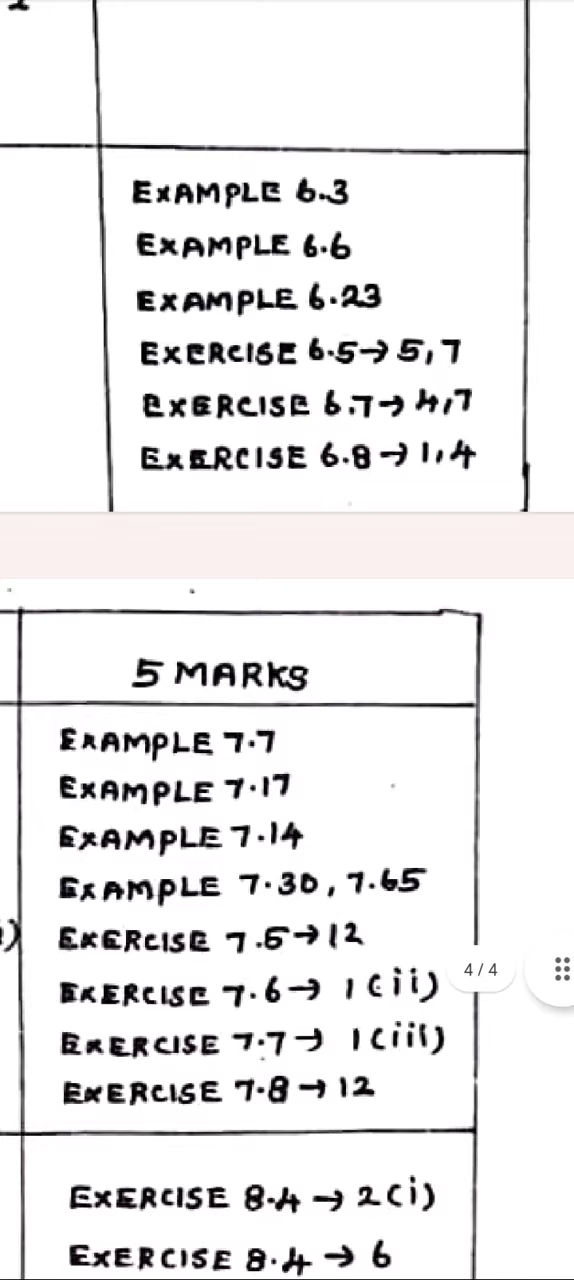 EXAMPLE 6.3
EXAMPLE 6.6
EXAMPLE 6.23
EXERCISE 6.5→5,7
EXERCISE 6.7→4,7
EXERCISE 6.8→1,4
5 MARKS
EXAMPLE 7.7
EXAMPLE 7.17
EXAMPLE 7.14
EXAMPLE 7.30, 7.65
EXERCISE 7.5→12
EXERCISE 7.6→ 1(ii)
4/4
EXERCISE 7.7→ 1(iii)
EXERCISE 7.8→12
EXERCISE 8.4→2(i)
EXERCISE 8.4→6